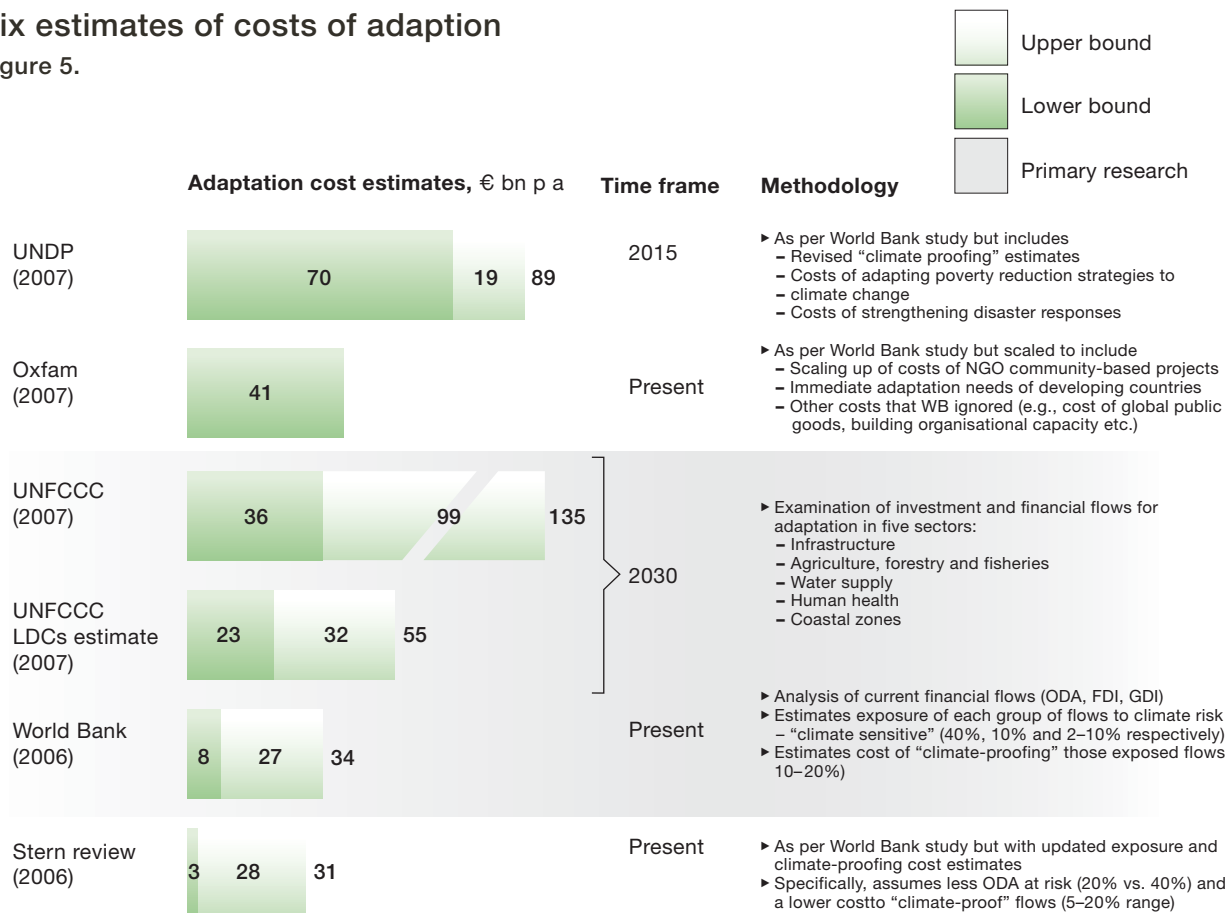 ix estimates of costs of adaption
gure 5.
Upper bound
Lower bound
Primary research
Adaptation cost estimates, € bn p a
Time frame
Methodology
UNDP
(2007)
70
19
89
2015
▸ As per World Bank study but includes
– Revised “climate proofing” estimates
– Costs of adapting poverty reduction strategies to
– climate change
– Costs of strengthening disaster responses
Oxfam
(2007)
41
Present
▸ As per World Bank study but scaled to include
– Scaling up of costs of NGO community-based projects
– Immediate adaptation needs of developing countries
– Other costs that WB ignored (e.g., cost of global public
goods, building organisational capacity etc.)
UNFCCC
(2007)
36
99
135
UNFCCC
LDCs estimate
(2007)
23
32
55
2030
▸ Examination of investment and financial flows for
adaptation in five sectors:
– Infrastructure
– Agriculture, forestry and fisheries
– Water supply
– Human health
– Coastal zones
World Bank
(2006)
8
27
34
Present
▸ Analysis of current financial flows (ODA, FDI, GDI)
▸ Estimates exposure of each group of flows to climate risk
– “climate sensitive” (40%, 10% and 2–10% respectively)
▸ Estimates cost of “climate-proofing” those exposed flows
10–20%)
Stern review
(2006)
3
28
31
Present
▸ As per World Bank study but with updated exposure and
climate-proofing cost estimates
▸ Specifically, assumes less ODA at risk (20% vs. 40%) and
a lower costto “climate-proof” flows (5–20% range)